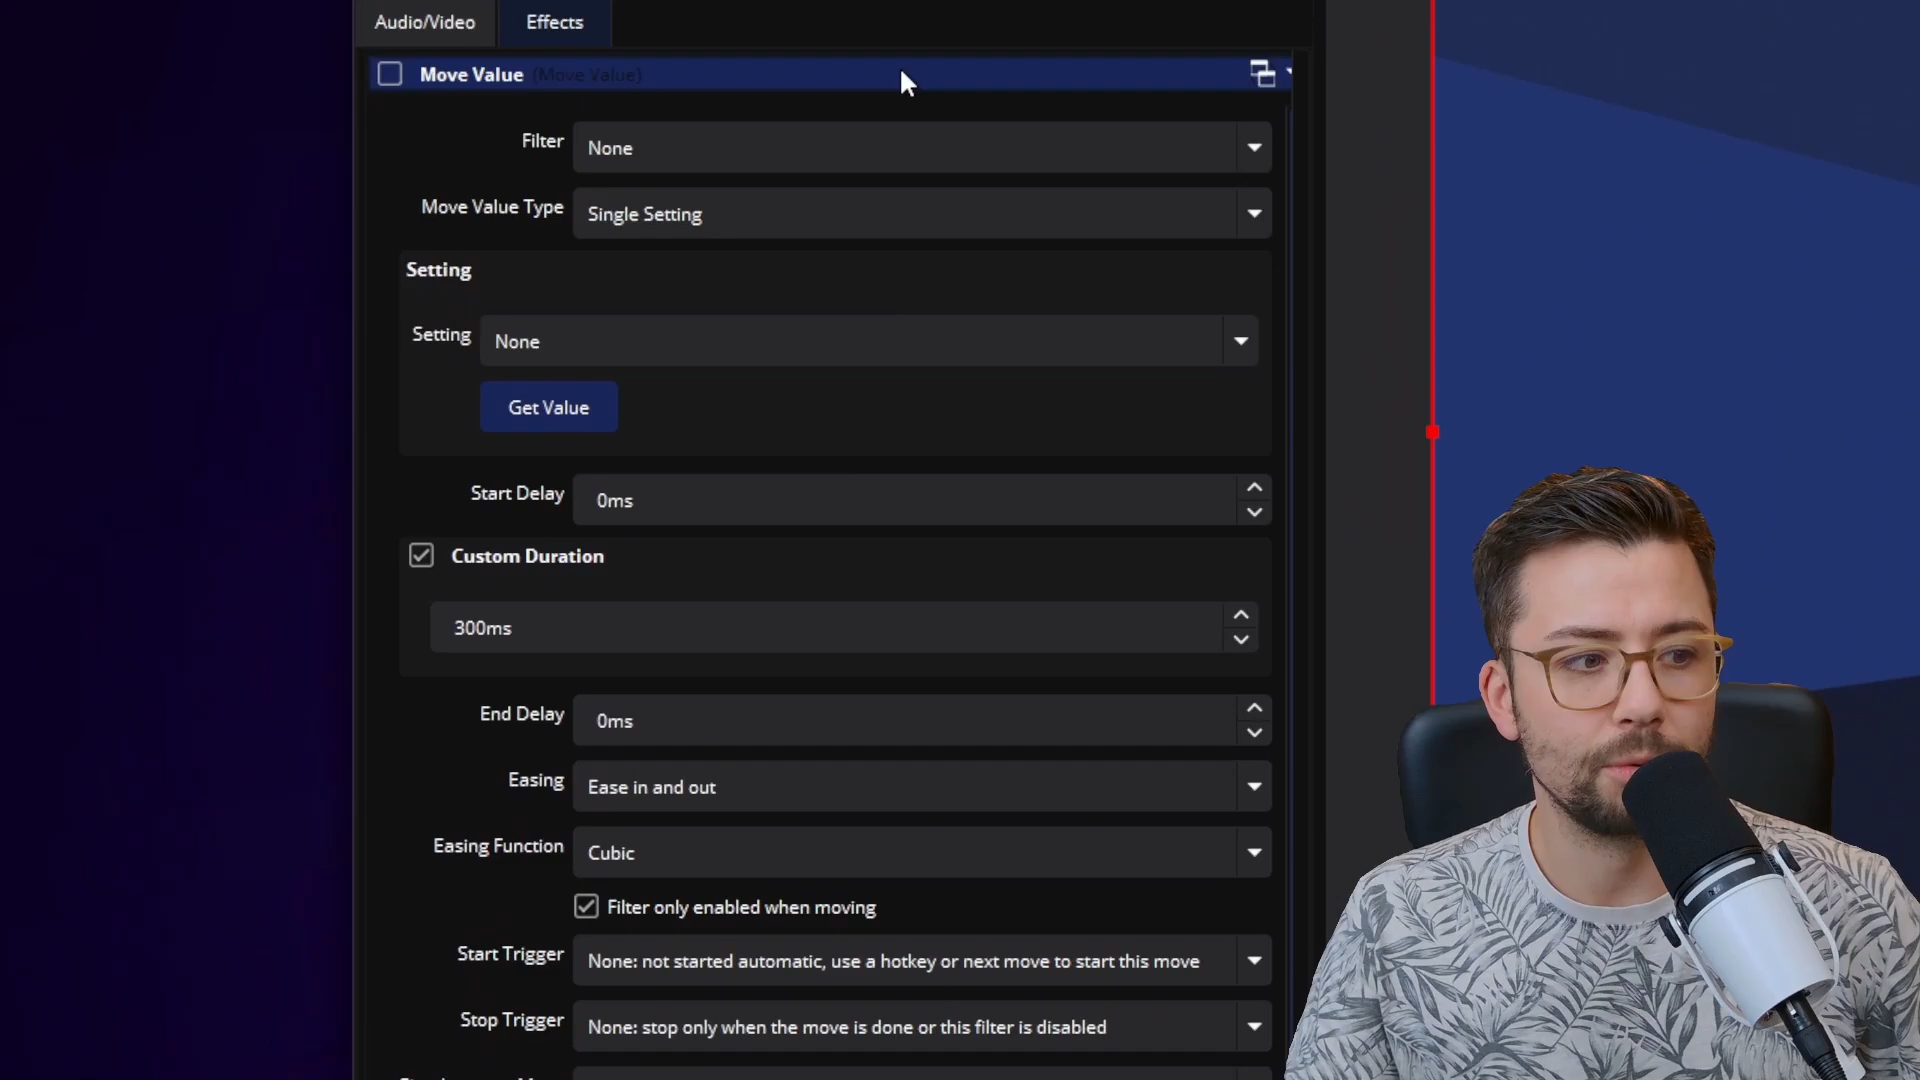 Audio/Video Effects
Move Value (Move Value)
Filter None
Move Value Type Single Setting
Setting
Setting None
Get Value
Start Delay 0ms
Custom Duration
300ms
End Delay 0ms
Easing Ease in and out
Easing Function Cubic
Filter only enabled when moving
Start Trigger None: not started automatic, use a hotkey or next move to start this move
Stop Trigger None: stop only when the move is done or this filter is disabled